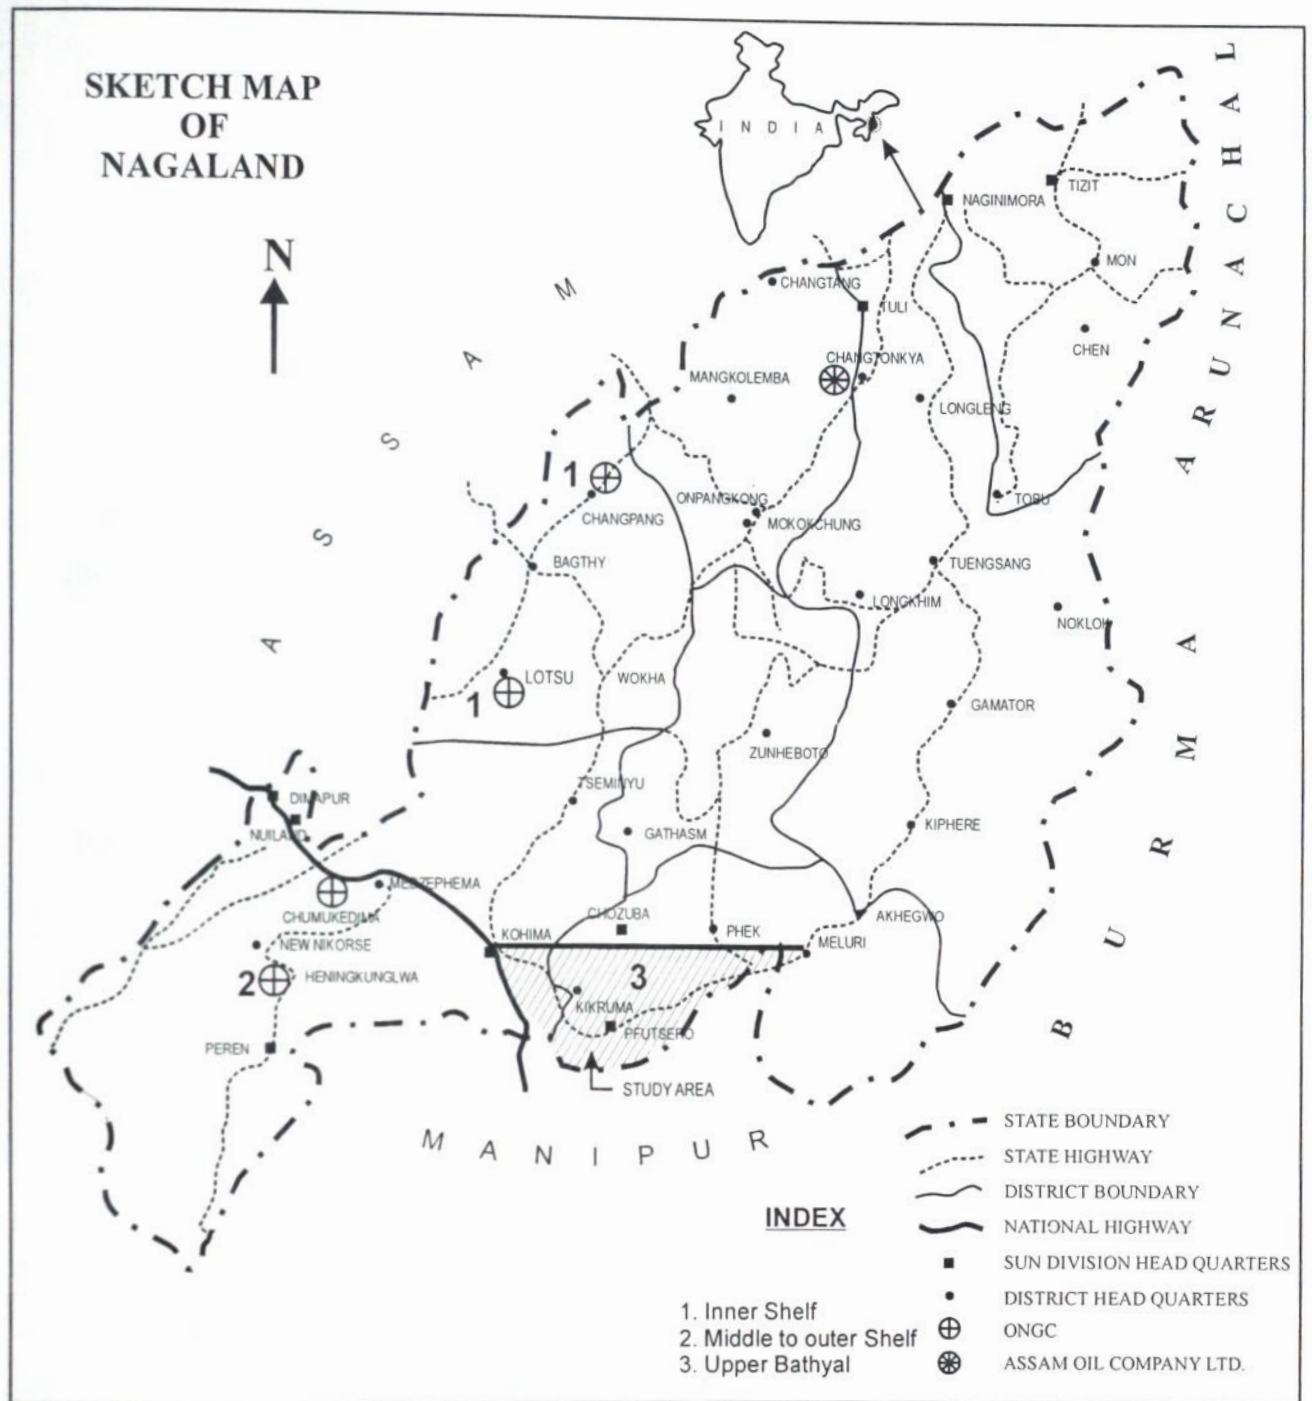 SKETCH MAP
OF
NAGALAND
N
INDIA
ASSAM
ARUNACHAL
BURMA
MANIPUR
NAGINIMORA
TIZIT
MON
CHANGTANG
TULI
CHEN
CHANGTONKYA
MANGKOLEMBA
LONGLENG
1
CHANGPANG
ONPANGKONG
MOKOKCHUNG
TOBU
BAGTHY
TUENGSANG
LONGKHIM
NOKLOH
LOTSU
1
WOKHA
GAMATOR
ZUNHEBOTO
TSEMINYU
DIMAPUR
NUILAND
GATHASM
KIPHERE
MEDZEPHEMA
CHUMUKEDIMA
CHOZUBA
AKHEGWO
KOHIMA
PHEK
MELURI
NEW NIKORSE
2
HENINGKUNGLWA
3
KIKRUMA
PFUTSERO
PEREN
STUDY AREA
INDEX
STATE BOUNDARY
STATE HIGHWAY
DISTRICT BOUNDARY
NATIONAL HIGHWAY
SUN DIVISION HEAD QUARTERS
DISTRICT HEAD QUARTERS
ONGC
ASSAM OIL COMPANY LTD.
1. Inner Shelf
2. Middle to outer Shelf
3. Upper Bathyal